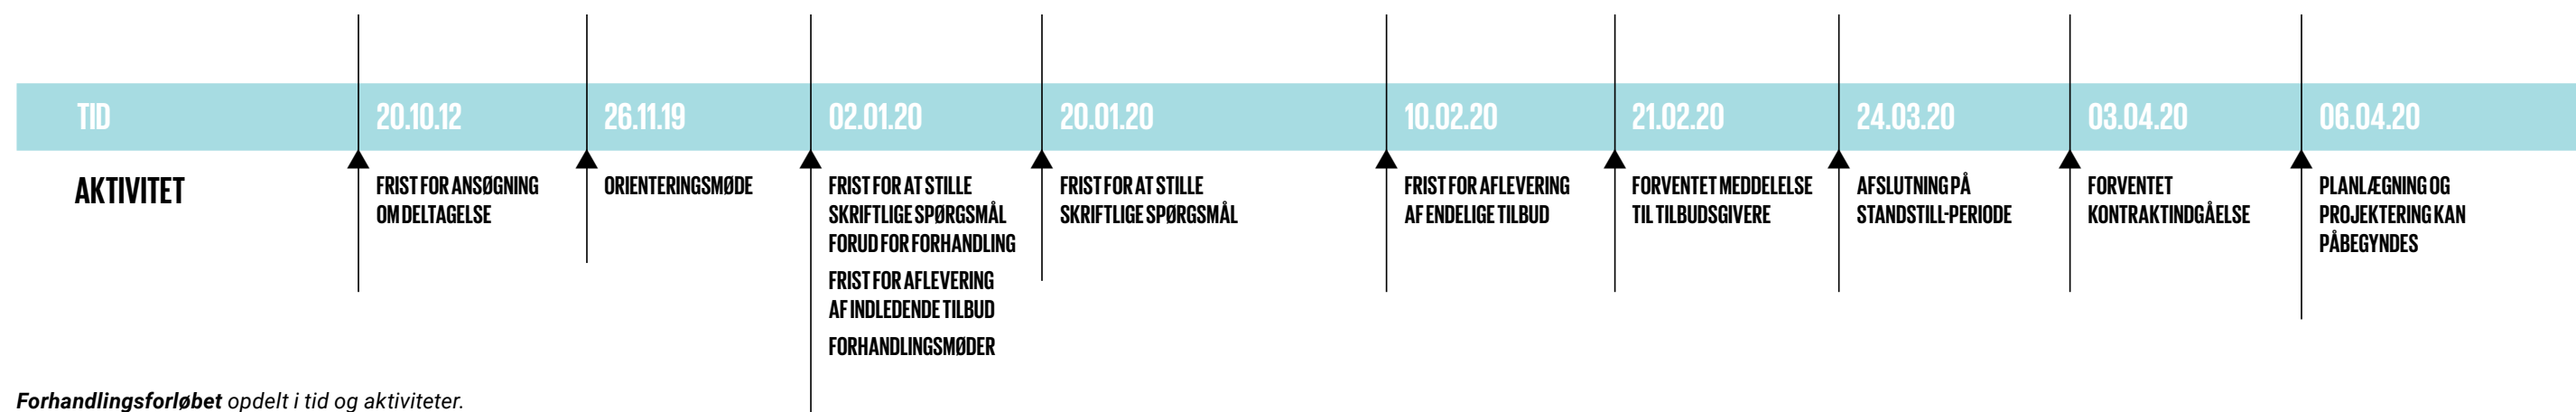 TID
20.10.12
26.11.19
02.01.20
20.01.20
10.02.20
21.02.20
24.03.20
03.04.20
06.04.20
AKTIVITET
FRIST FOR ANSØGNING
OM DELTAGELSE
ORIENTERINGSMØDE
FRIST FOR AT STILLE
SKRIFTLIGE SPØRGSMÅL
FORUD FOR FORHANDLING
FRIST FOR AFLEVERING
AF INDLEDENDE TILBUD
FORHANDLINGSMØDER
FRIST FOR AT STILLE
SKRIFTLIGE SPØRGSMÅL
FRIST FOR AFLEVERING
AF ENDELIGE TILBUD
FORVENTET MEDDELELSE
TIL TILBUDSGIVERE
AFSLUTNING PÅ
STANDSTILL-PERIODE
FORVENTET
KONTRAKTINDGÅELSE
PLANLÆGNING OG
PROJEKTERING KAN
PÅBEGYNDES
Forhandlingsforløbet opdelt i tid og aktiviteter.